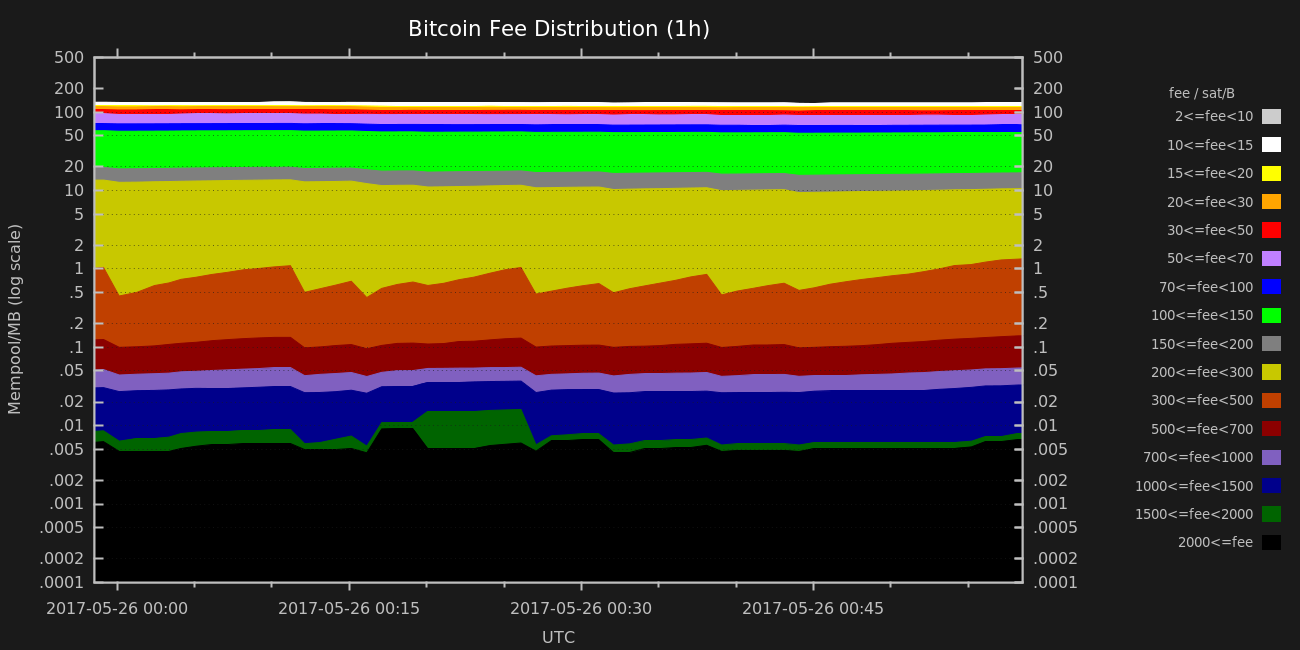 Bitcoin Fee Distribution (1h)
Mempool/MB (log scale)
500
200
100
50
20
10
5
2
1
.5
.2
.1
.05
.02
.01
.005
.002
.001
.0005
.0002
.0001
500
200
100
50
20
10
5
2
1
.5
.2
.1
.05
.02
.01
.005
.002
.001
.0005
.0002
.0001
2017-05-26 00:00 2017-05-26 00:15 2017-05-26 00:30 2017-05-26 00:45
UTC
fee / sat/B
2<=fee<10
10<=fee<15
15<=fee<20
20<=fee<30
30<=fee<50
50<=fee<70
70<=fee<100
100<=fee<150
150<=fee<200
200<=fee<300
300<=fee<500
500<=fee<700
700<=fee<1000
1000<=fee<1500
1500<=fee<2000
2000<=fee